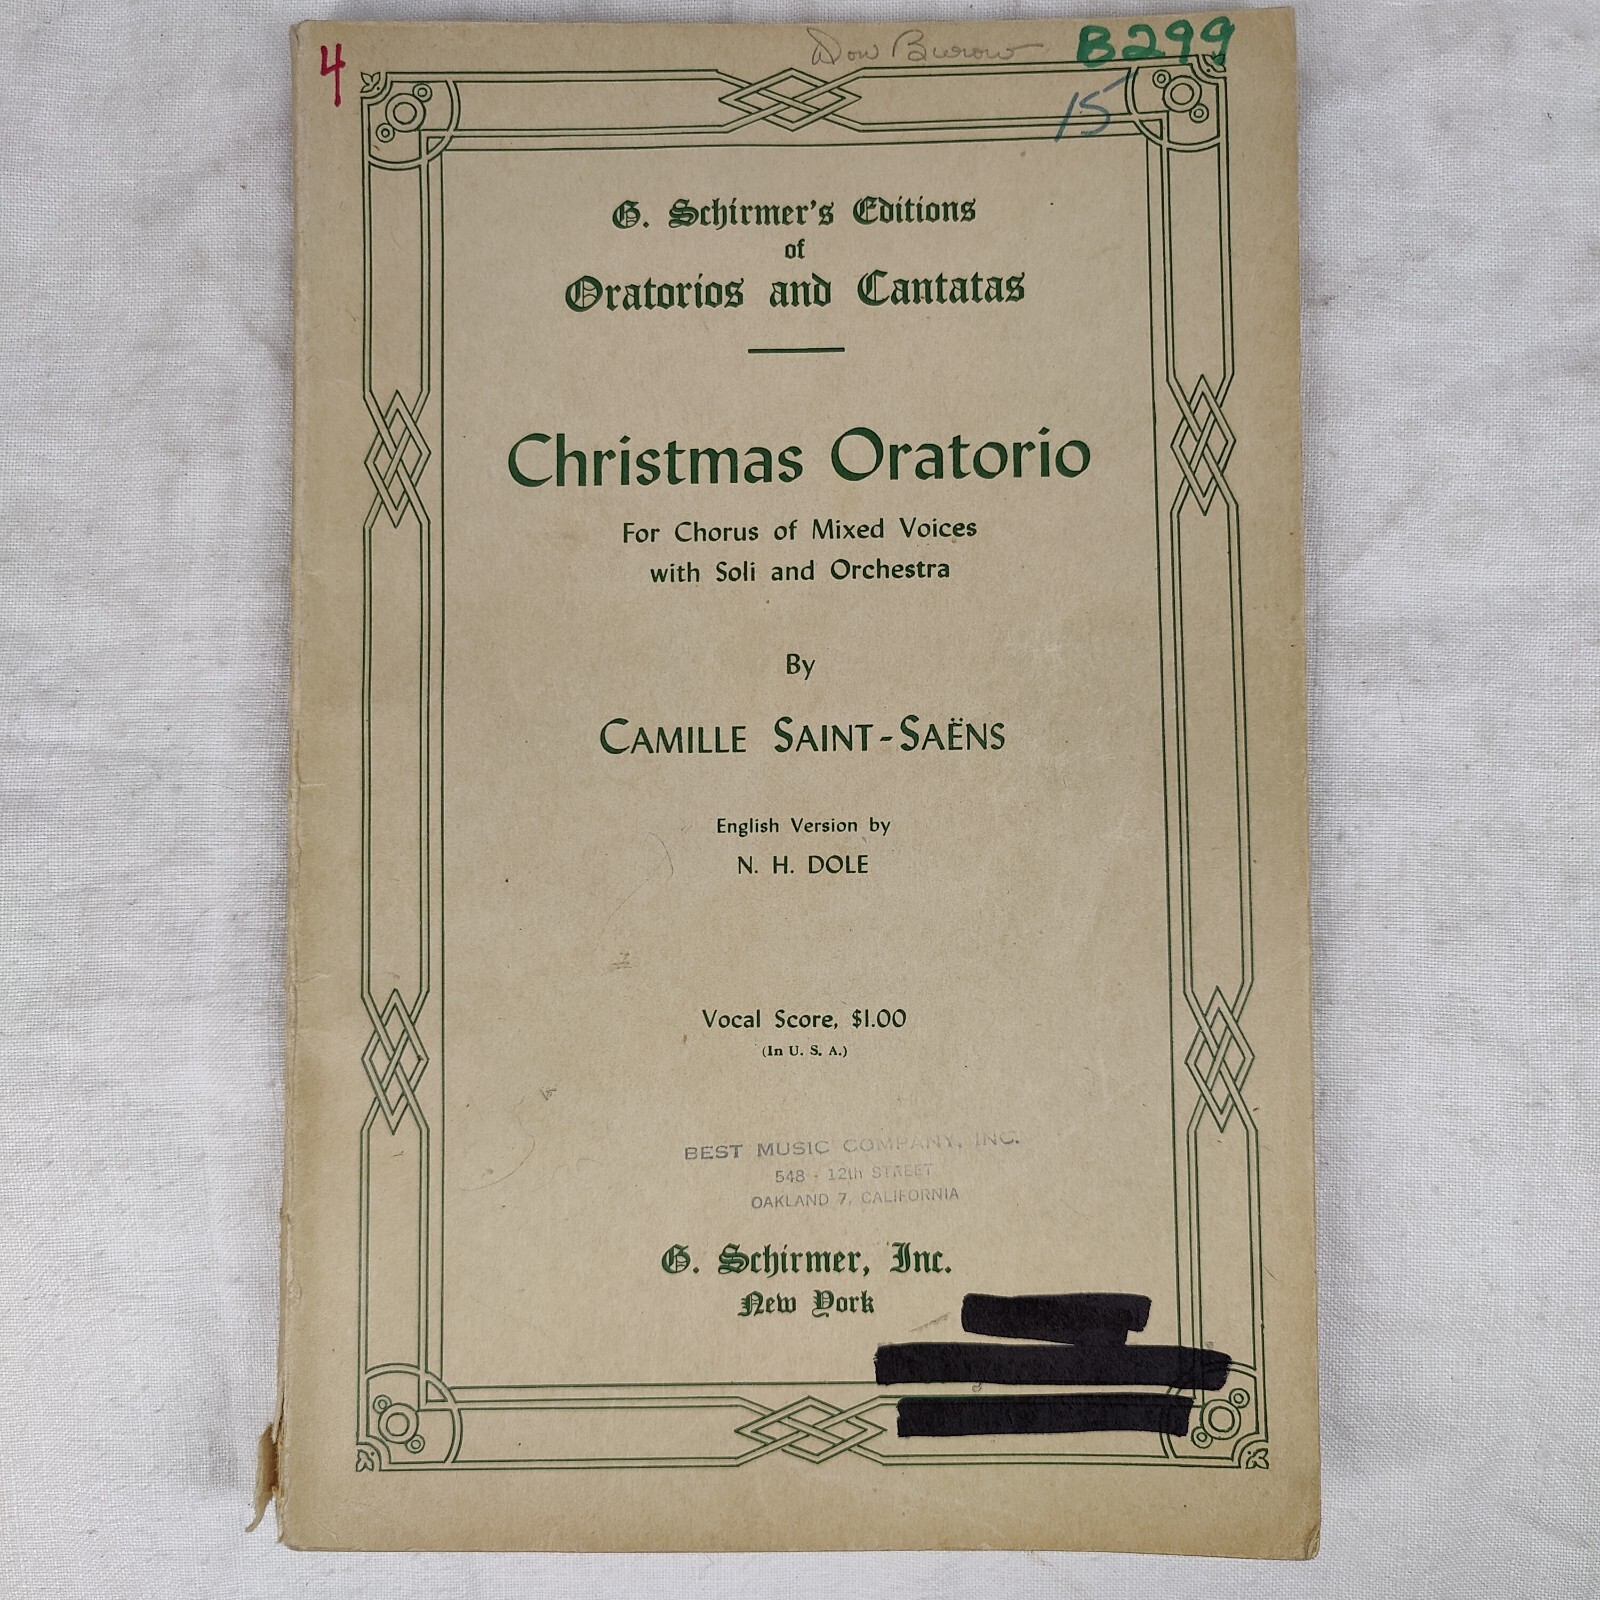 4
Don Burow
B299
15
G. Schirmer's Editions
of
Oratorios and Cantatas
Christmas Oratorio
For Chorus of Mixed Voices
with Soli and Orchestra
By
CAMILLE SAINT-SAËNS
English Version by
N. H. DOLE
Vocal Score, $1.00
(In U. S. A.)
BEST MUSIC COMPANY, INC.
548 - 12th STREET
OAKLAND 7, CALIFORNIA
G. Schirmer, Inc.
New York